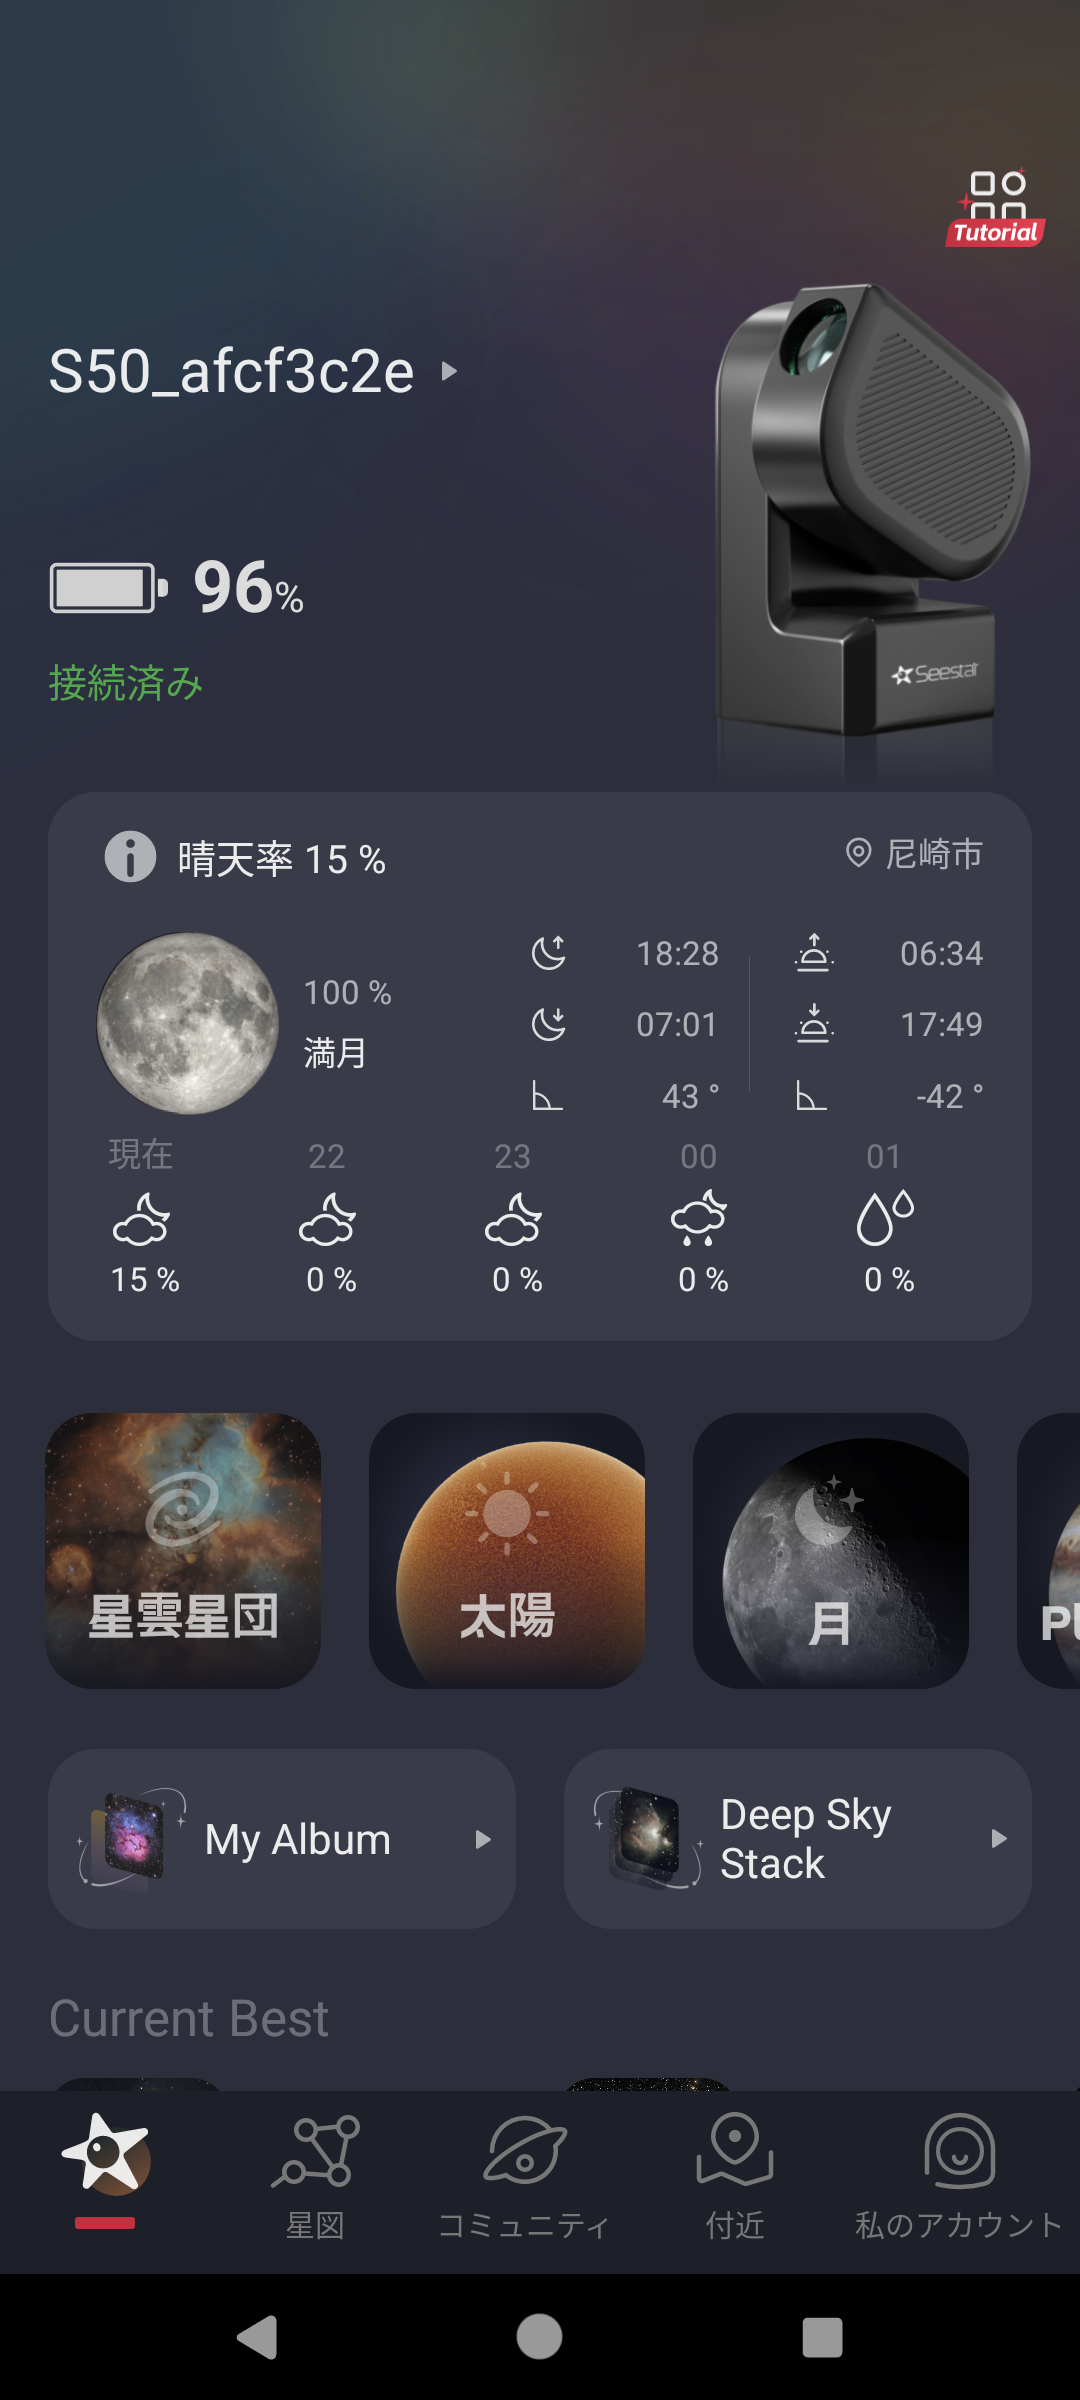 Tutorial
S50_afcf3c2e
96%
接続済み
Seestar
晴天率 15 %
尼崎市
100 %
満月
18:28
06:34
07:01
17:49
43 °
-42 °
現在
22
23
00
01
15 %
0 %
0 %
0 %
0 %
星雲星団
太陽
月
Pl
My Album
Deep Sky
Stack
Current Best
星図
コミュニティ
付近
私のアカウント